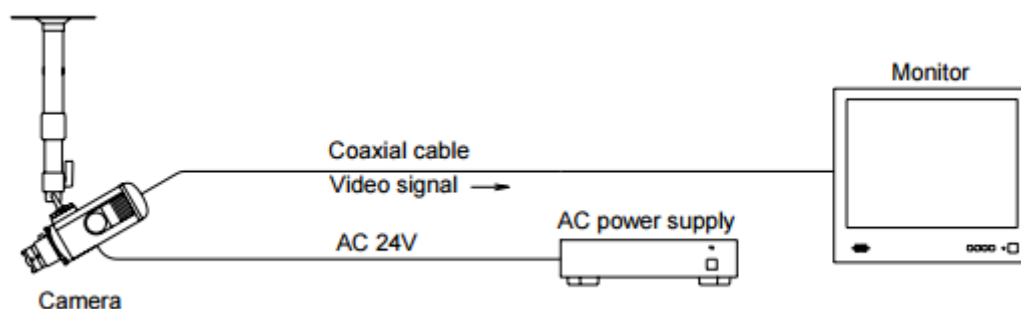 Monitor
Coaxial cable
Video signal
AC power supply
AC 24V
Camera